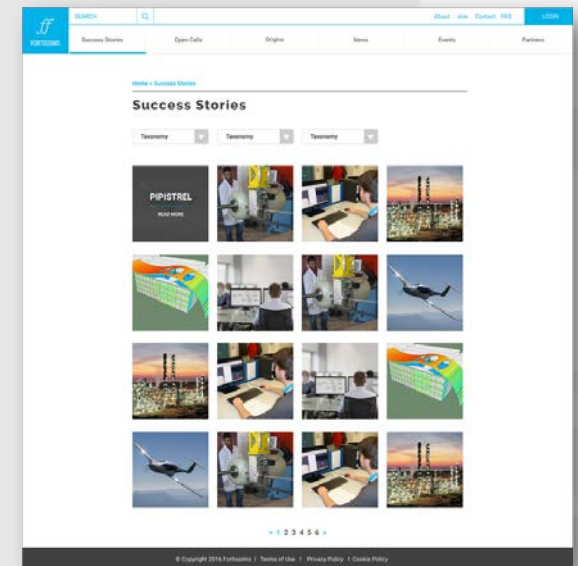 ff
FORTISSIMO
SEARCH
About Join Contact FAQ
LOGIN
Success Stories Open Calls Origins News Events Partners
Home > Success Stories
Success Stories
Taxonomy Taxonomy Taxonomy
PIPISTREL
READ MORE
« 1 2 3 4 5 6 »
© Copyright 2016 Fortissimo | Terms of Use | Privacy Policy | Cookie Policy